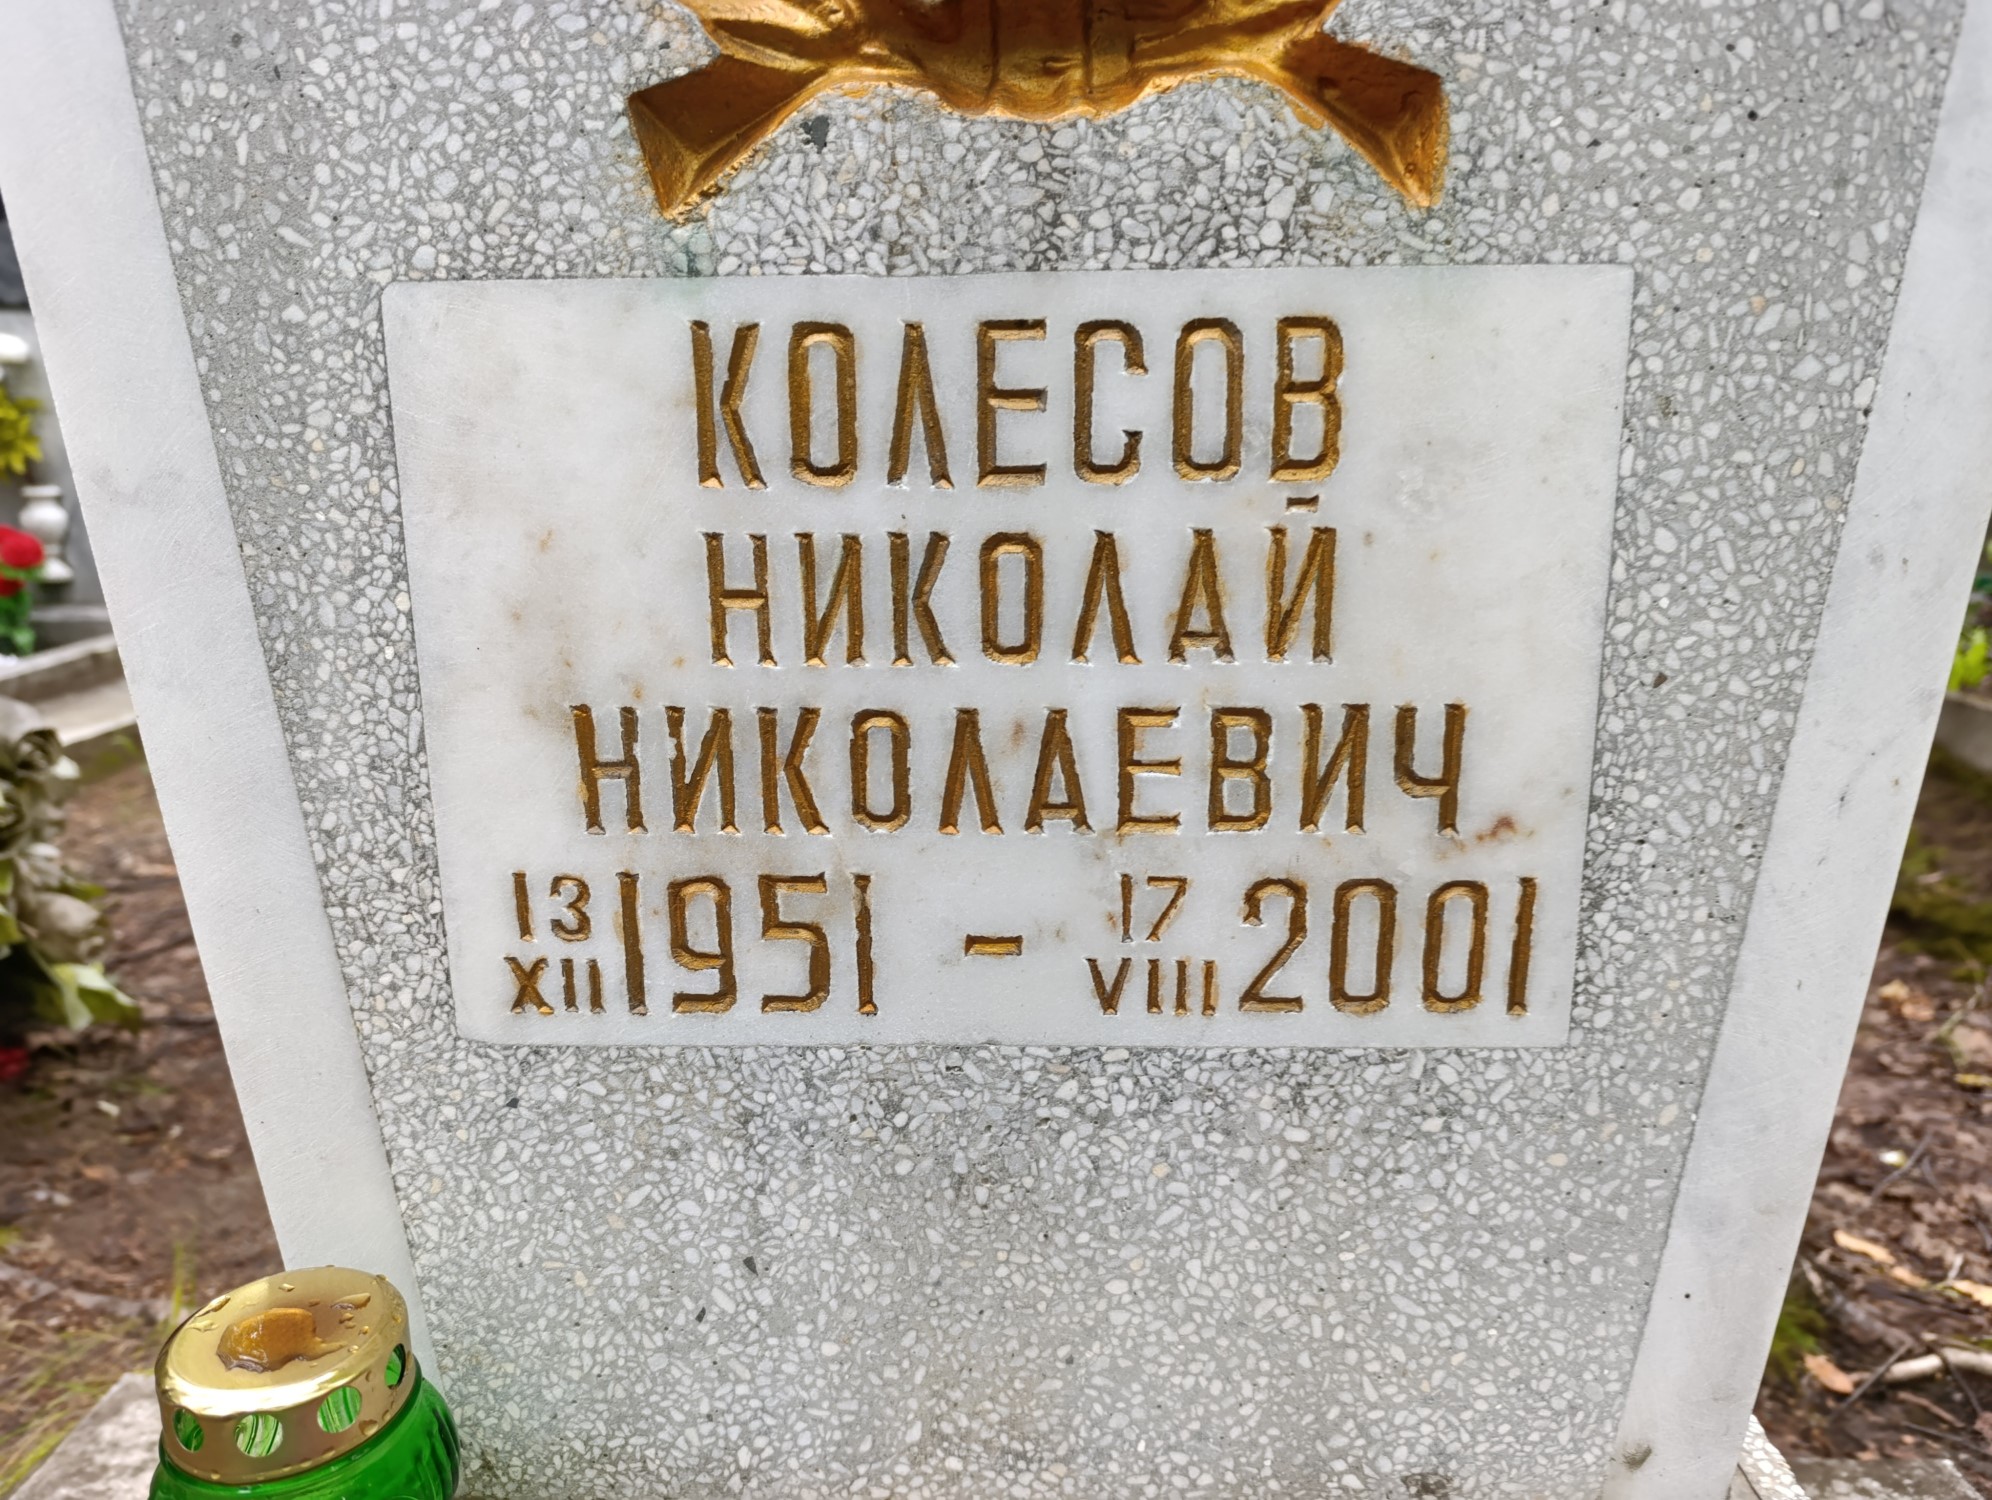 КОЛЕСОВ
НИКОЛАЙ
НИКОЛАЕВИЧ
13 XII 1951 - 17 VIII 2001